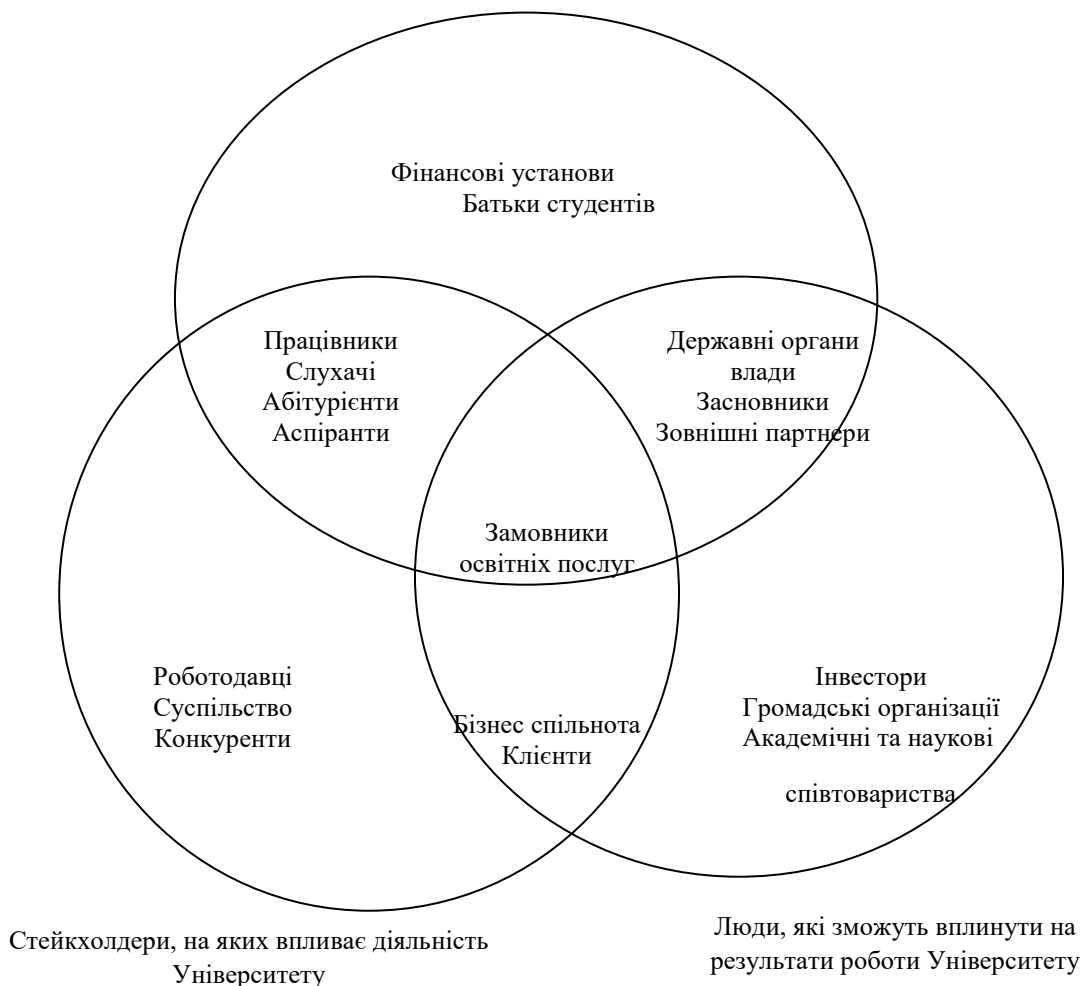 Фінансові установи
Батьки студентів
Працівники
Слухачі
Абітурієнти
Аспіранти
Державні органи
влади
Засновники
Зовнішні партнери
Замовники
освітніх послуг
Роботодавці
Суспільство
Конкуренти
Бізнес спільнота
Клієнти
Інвестори
Громадські організації
Академічні та наукові
співтовариства
Стейкхолдери, на яких впливає діяльність
Університету
Люди, які зможуть вплинути на
результати роботи Університету